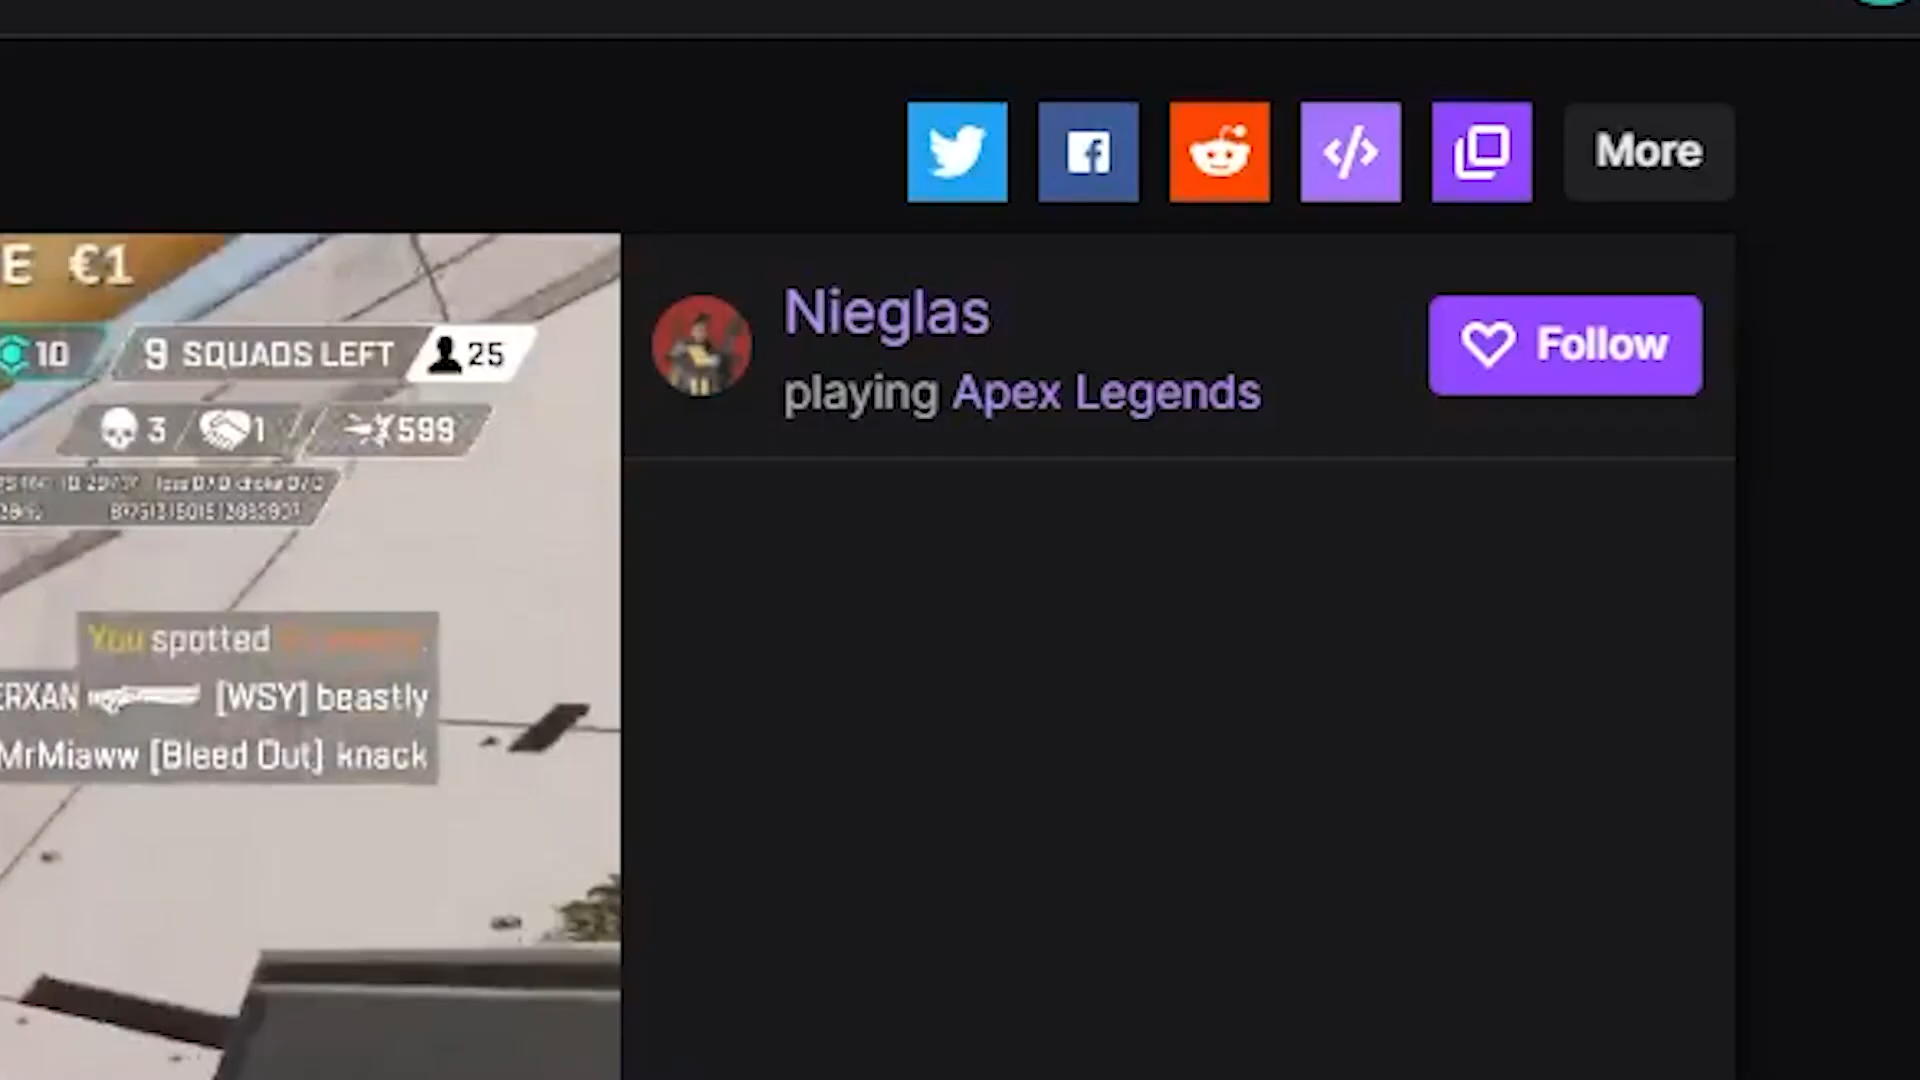 More
E €1
10
9 SQUADS LEFT
25
3
1
599
Nieglas
playing Apex Legends
Follow
You spotted
ERXAN [WSY] beastly
MrMiaww [Bleed Out] knack